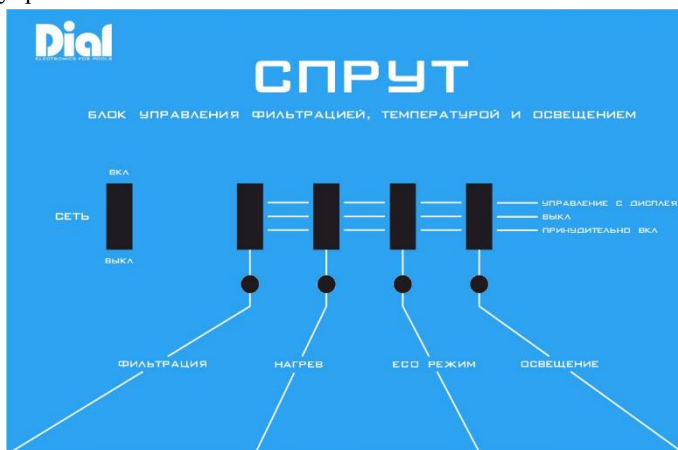 Dial
ELECTRONICS FOR POOLS
СПРУТ
БЛОК УПРАВЛЕНИЯ ФИЛЬТРАЦИЕЙ, ТЕМПЕРАТУРОЙ И ОСВЕЩЕНИЕМ
ВКЛ
СЕТЬ
ВЫКЛ
УПРАВЛЕНИЕ С ДИСПЛЕЯ
ВЫКЛ
ПРИНУДИТЕЛЬНО ВКЛ
ФИЛЬТРАЦИЯ НАГРЕВ ECO РЕЖИМ ОСВЕЩЕНИЕ